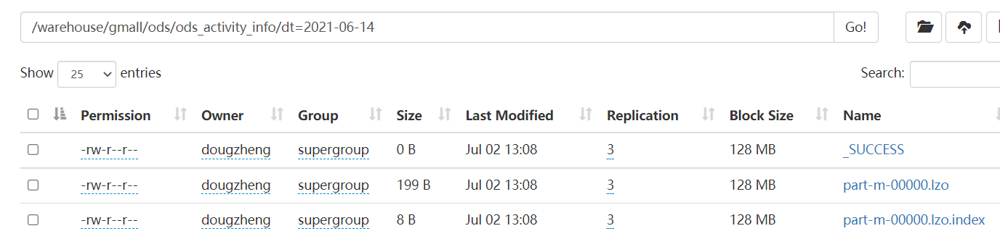 /warehouse/gmall/ods/ods_activity_info/dt=2021-06-14 Go!
Show 25 entries Search:
Permission Owner Group Size Last Modified Replication Block Size Name
-rw-r--r-- dougzheng supergroup 0 B Jul 02 13:08 3 128 MB _SUCCESS
-rw-r--r-- dougzheng supergroup 199 B Jul 02 13:08 3 128 MB part-m-00000.lzo
-rw-r--r-- dougzheng supergroup 8 B Jul 02 13:08 3 128 MB part-m-00000.lzo.index